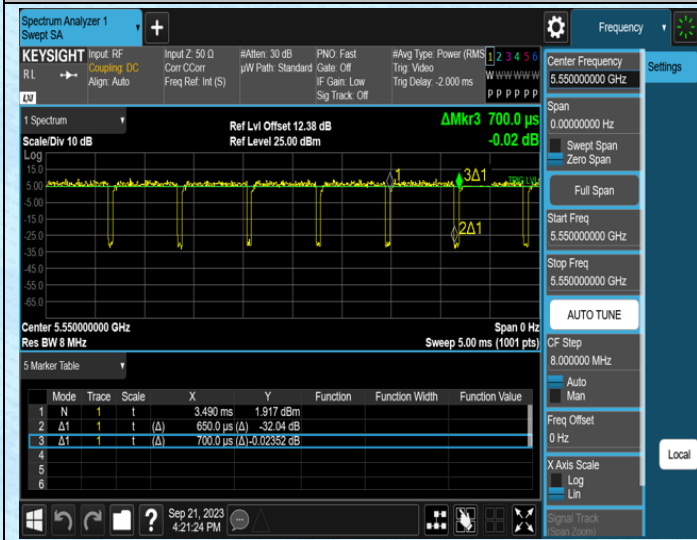 Spectrum Analyzer 1
Swept SA
+
Frequency
KEYSIGHT
RL
LXI
Input: RF
Coupling: DC
Align: Auto
Input Z: 50 Ω
Corr CCorr
Freq Ref: Int (S)
#Atten: 30 dB
µW Path: Standard
PNO: Fast
Gate: Off
IF Gain: Low
Sig Track: Off
#Avg Type: Power (RMS
Trig: Video
Trig Delay: -2.000 ms
1 2 3 4 5 6
W W W W W W
P P P P P P
1 Spectrum
Scale/Div 10 dB
Ref Lvl Offset 12.38 dB
Ref Level 25.00 dBm
ΔMkr3 700.0 µs
-0.02 dB
Log
15.0
5.00
-5.00
-15.0
-25.0
-35.0
-45.0
-55.0
-65.0
1
3Δ1
TRIG LVL
2Δ1
Center 5.550000000 GHz
Res BW 8 MHz
Span 0 Hz
Sweep 5.00 ms (1001 pts)
5 Marker Table
Mode Trace Scale X Y Function Function Width Function Value
1 N 1 t 3.490 ms 1.917 dBm
2 Δ1 1 t (Δ) 650.0 µs (Δ) -32.04 dB
3 Δ1 1 t (Δ) 700.0 µs (Δ) -0.02352 dB
4
5
6
Sep 21, 2023
4:21:24 PM
Center Frequency
5.550000000 GHz
Span
0.00000000 Hz
Swept Span
Zero Span
Full Span
Start Freq
5.550000000 GHz
Stop Freq
5.550000000 GHz
AUTO TUNE
CF Step
8.000000 MHz
Auto
Man
Freq Offset
0 Hz
X Axis Scale
Log
Lin
Signal Track
(Span Zoom)
Settings
Local